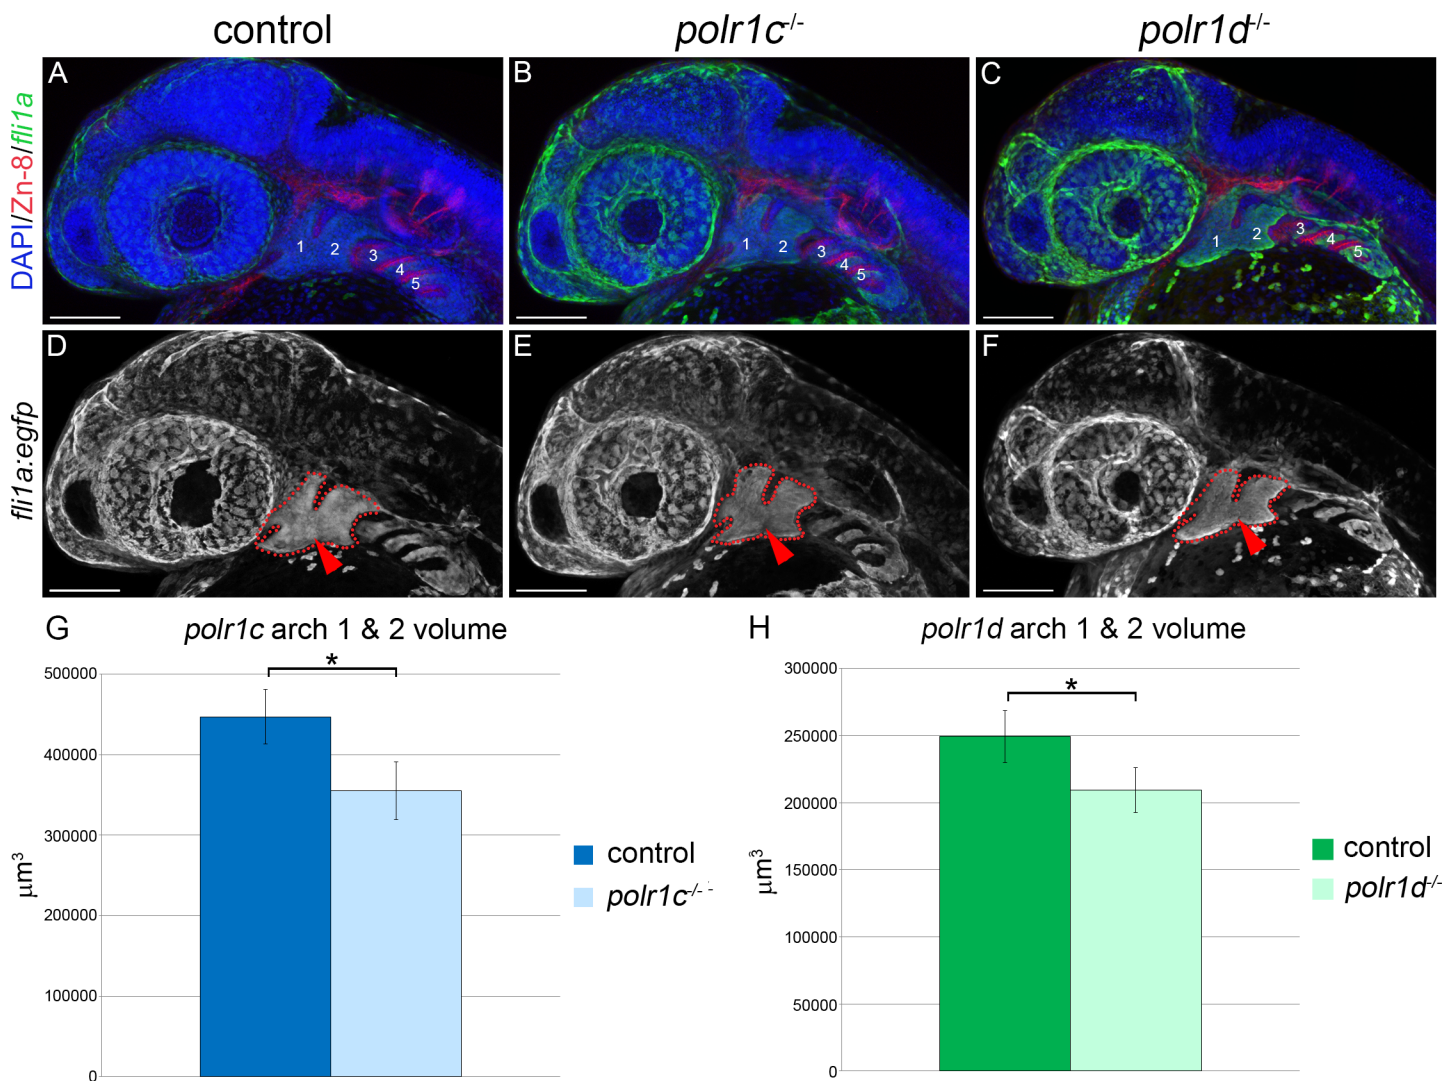 control
polr1c-/-
polr1d-/-
DAPI/Zn-8/fli1a
A
B
C
1
2
3
4
5
1
2
3
4
5
1
2
3
4
5
fli1a:egfp
D
E
F
G
polr1c arch 1 & 2 volume
*
500000
400000
300000
200000
100000
0
μm3
control
polr1c-/-
H
polr1d arch 1 & 2 volume
*
300000
250000
200000
150000
100000
50000
0
μm3
control
polr1d-/-